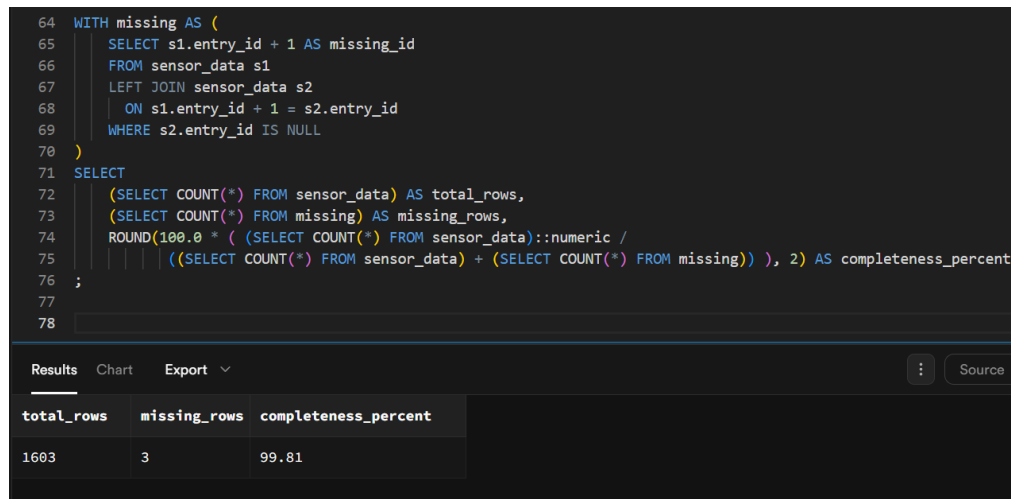 64 WITH missing AS (
65 SELECT s1.entry_id + 1 AS missing_id
66 FROM sensor_data s1
67 LEFT JOIN sensor_data s2
68 ON s1.entry_id + 1 = s2.entry_id
69 WHERE s2.entry_id IS NULL
70 )
71 SELECT
72 (SELECT COUNT(*) FROM sensor_data) AS total_rows,
73 (SELECT COUNT(*) FROM missing) AS missing_rows,
74 ROUND(100.0 * ( (SELECT COUNT(*) FROM sensor_data)::numeric /
75 ((SELECT COUNT(*) FROM sensor_data) + (SELECT COUNT(*) FROM missing)) ), 2) AS completeness_percent
76 ;
77
78
Results Chart Export Source
total_rows missing_rows completeness_percent
1603 3 99.81